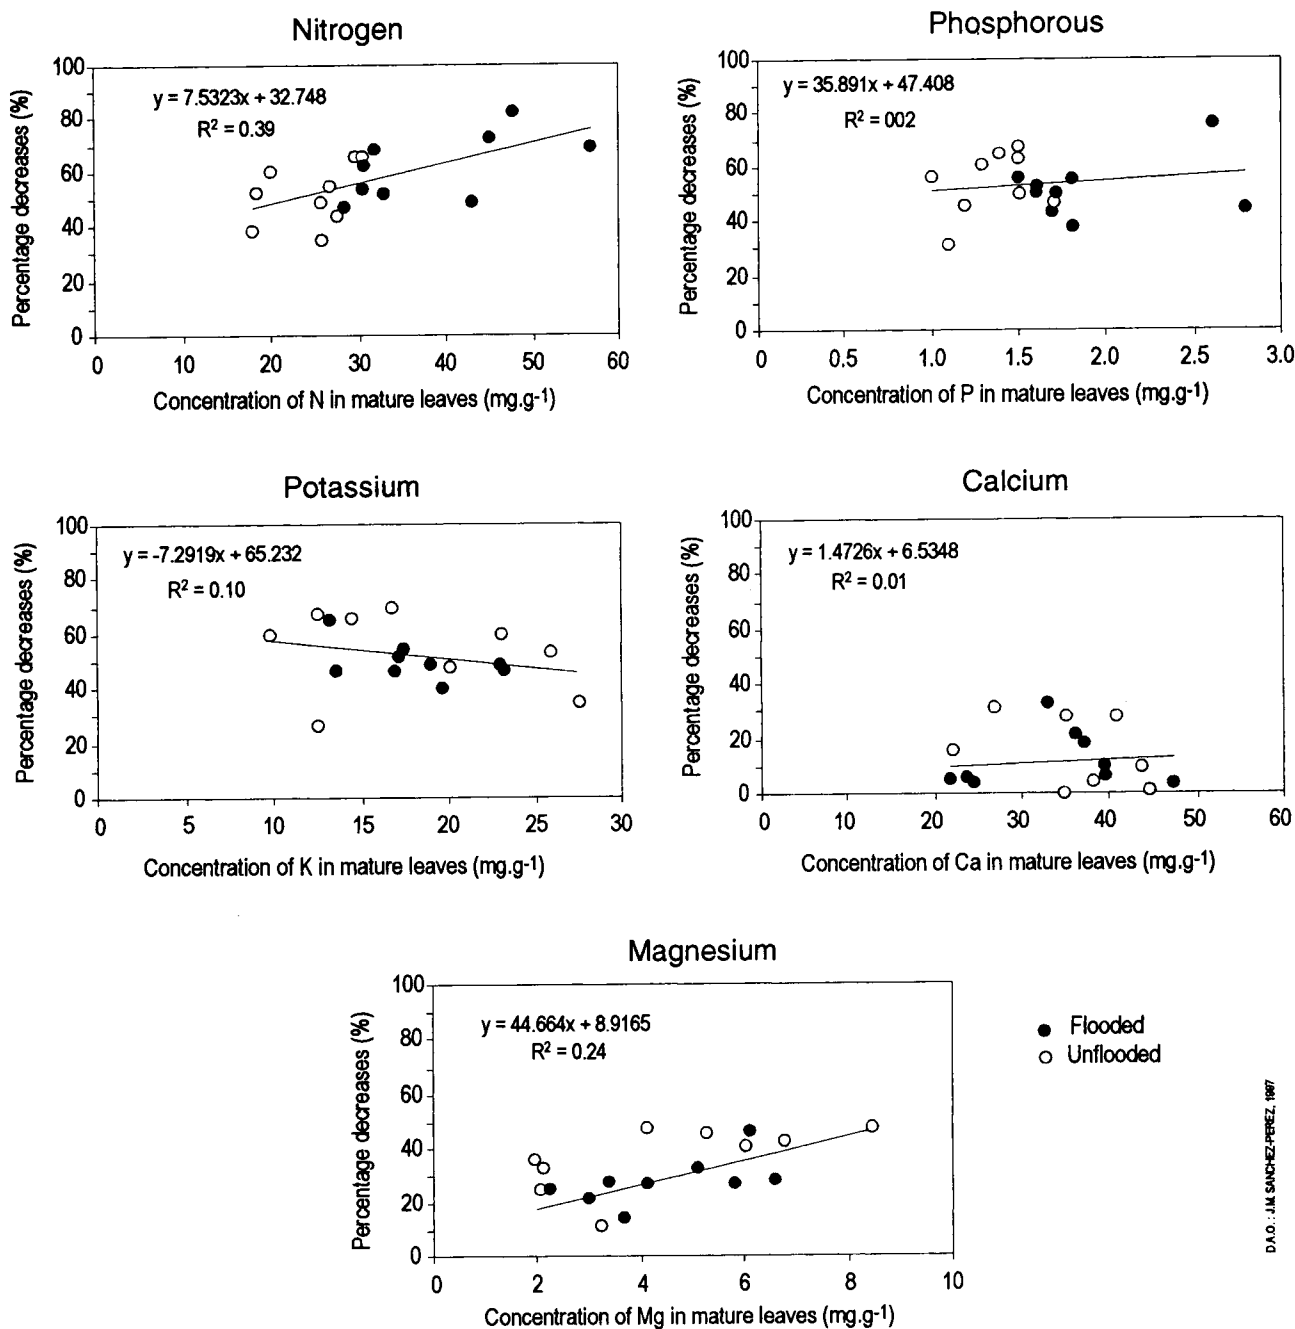 Nitrogen
Percentage decreases (%)
100
80
60
40
20
0
y = 7.5323x + 32.748
R² = 0.39
0 10 20 30 40 50 60
Concentration of N in mature leaves (mg.g-1)
Phosphorous
Percentage decreases (%)
100
80
60
40
20
0
y = 35.891x + 47.408
R² = 002
0 0.5 1.0 1.5 2.0 2.5 3.0
Concentration of P in mature leaves (mg.g-1)
Potassium
Percentage decreases (%)
100
80
60
40
20
0
y = -7.2919x + 65.232
R² = 0.10
0 5 10 15 20 25 30
Concentration of K in mature leaves (mg.g-1)
Calcium
Percentage decreases (%)
100
80
60
40
20
0
y = 1.4726x + 6.5348
R² = 0.01
0 10 20 30 40 50 60
Concentration of Ca in mature leaves (mg.g-1)
Magnesium
Percentage decreases (%)
100
80
60
40
20
0
y = 44.664x + 8.9165
R² = 0.24
0 2 4 6 8 10
Concentration of Mg in mature leaves (mg.g-1)
Flooded
Unflooded
D.A.O. : J.M. SANCHEZ-PEREZ, 1997